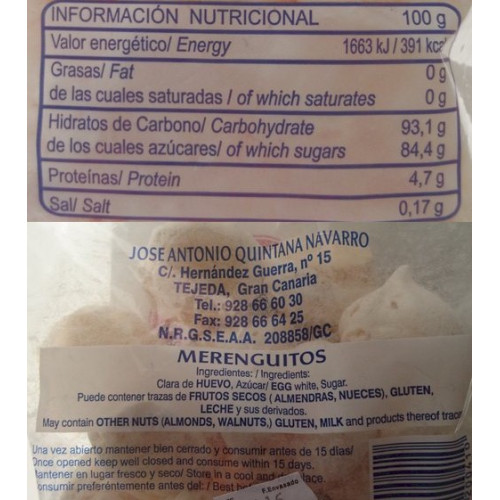 INFORMACIÓN NUTRICIONAL 100 g
Valor energético/ Energy 1663 kJ / 391 kcal
Grasas/ Fat 0 g
de las cuales saturadas / of which saturates 0 g
Hidratos de Carbono/ Carbohydrate 93,1 g
de los cuales azúcares/ of which sugars 84,4 g
Proteínas/ Protein 4,7 g
Sal/ Salt 0,17 g
JOSE ANTONIO QUINTANA NAVARRO
C/. Hernández Guerra, nº 15
TEJEDA, Gran Canaria
Tel.: 928 66 60 30
Fax: 928 66 64 25
N.R.G.S.E.A.A. 208858/GC
MERENGUITOS
Ingredientes: / Ingredients:
Clara de HUEVO, Azúcar/ EGG white, Sugar.
Puede contener trazas de FRUTOS SECOS ( ALMENDRAS, NUECES), GLUTEN,
LECHE y sus derivados.
May contain OTHER NUTS (ALMONDS, WALNUTS,) GLUTEN, MILK and products thereof
Una vez abierto mantener bien cerrado y consumir antes de 15 días/
Once opened keep well closed and consume within 15 days.
Mantener en lugar fresco y seco/ Store in a cool and
consumir preferentemente antes del: / Best